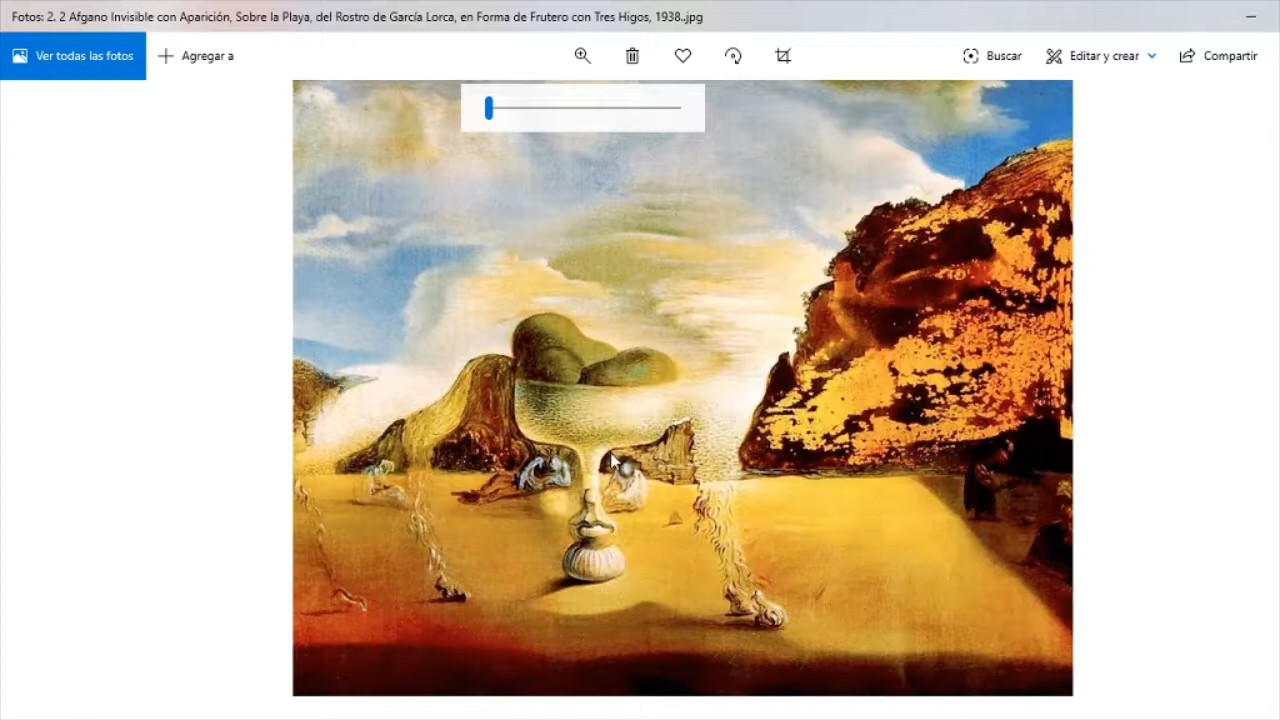 Fotos: 2. 2 Afgano Invisible con Aparición, Sobre la Playa, del Rostro de García Lorca, en Forma de Frutero con Tres Higos, 1938..jpg
Ver todas las fotos
Agregar a
Buscar
Editar y crear
Compartir